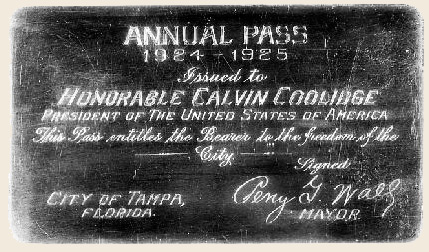 ANNUAL PASS
1924-1925
Issued to
HONORABLE CALVIN COOLIDGE
PRESIDENT OF THE UNITED STATES OF AMERICA
This Pass entitles the Bearer to the freedom of the
City
Signed
CITY OF TAMPA,
FLORIDA.
Perry G. Wall
MAYOR